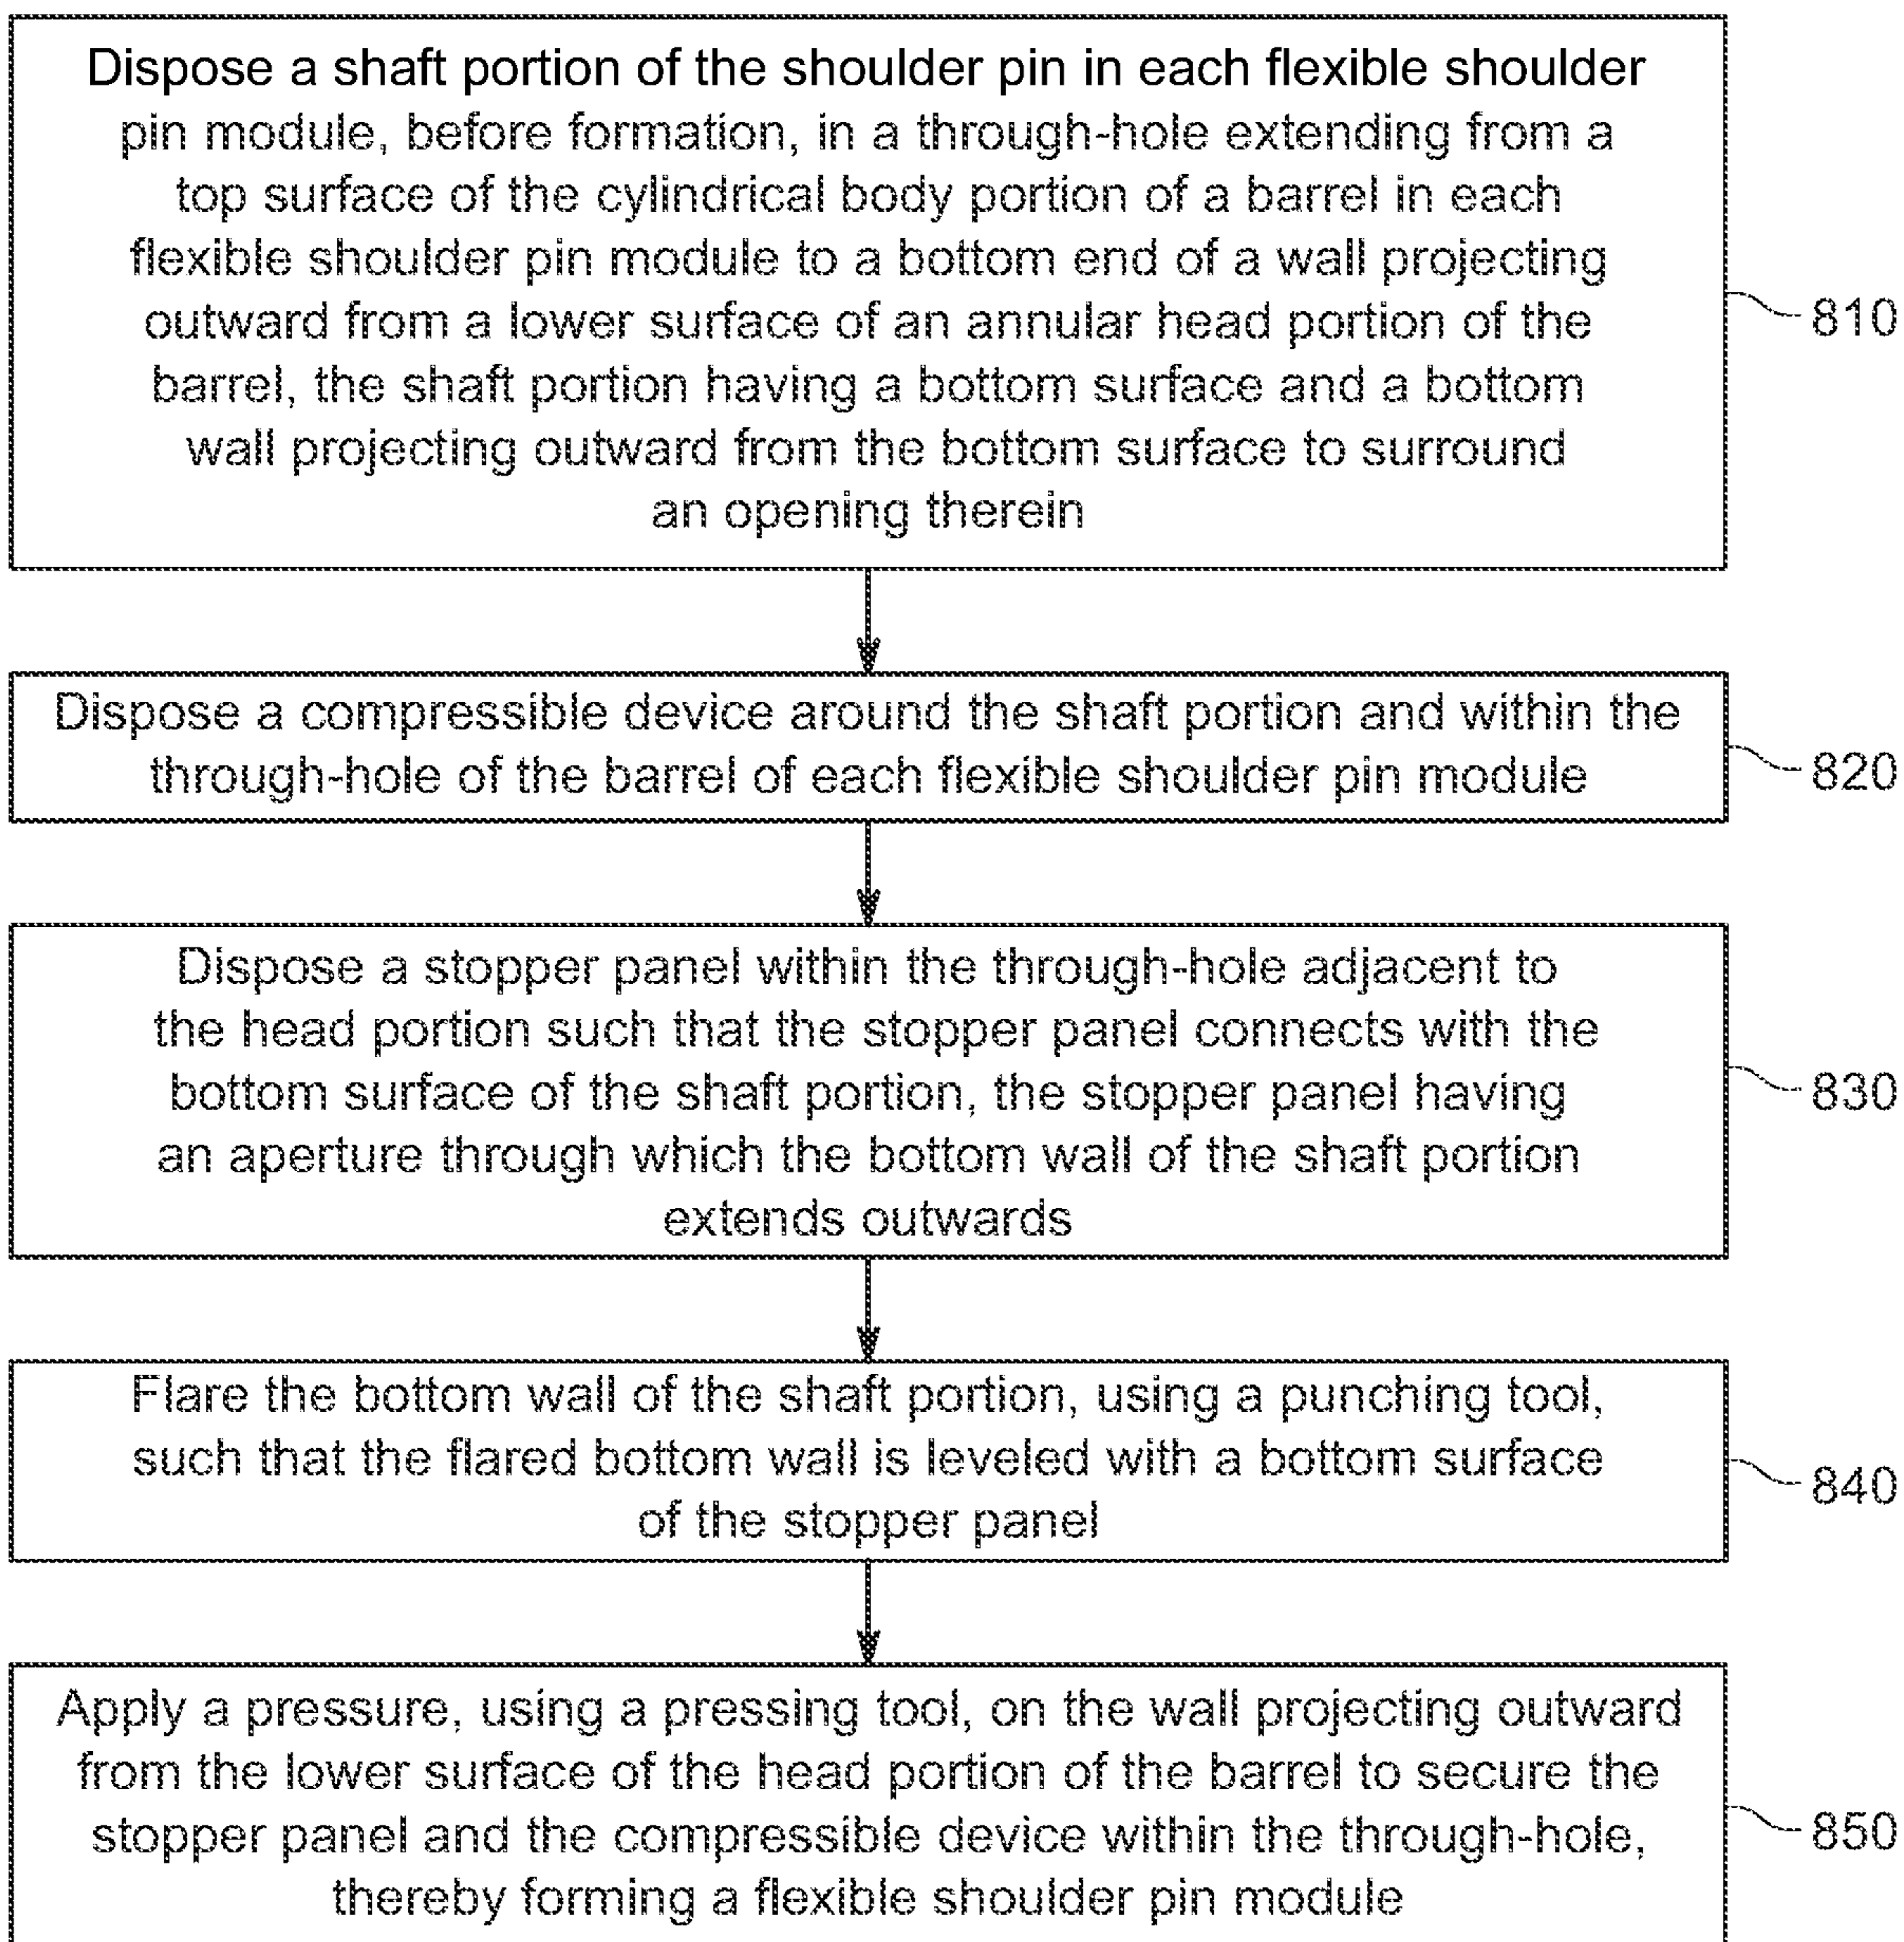 Dispose a shaft portion of the shoulder pin in each flexible shoulder
pin module, before formation, in a through-hole extending from a
top surface of the cylindrical body portion of a barrel in each
flexible shoulder pin module to a bottom end of a wall projecting
outward from a lower surface of an annular head portion of the
barrel, the shaft portion having a bottom surface and a bottom
wall projecting outward from the bottom surface to surround
an opening therein
810
Dispose a compressible device around the shaft portion and within the
through-hole of the barrel of each flexible shoulder pin module
820
Dispose a stopper panel within the through-hole adjacent to
the head portion such that the stopper panel connects with the
bottom surface of the shaft portion, the stopper panel having
an aperture through which the bottom wall of the shaft portion
extends outwards
830
Flare the bottom wall of the shaft portion, using a punching tool,
such that the flared bottom wall is leveled with a bottom surface
of the stopper panel
840
Apply a pressure, using a pressing tool, on the wall projecting outward
from the lower surface of the head portion of the barrel to secure the
stopper panel and the compressible device within the through-hole,
thereby forming a flexible shoulder pin module
850